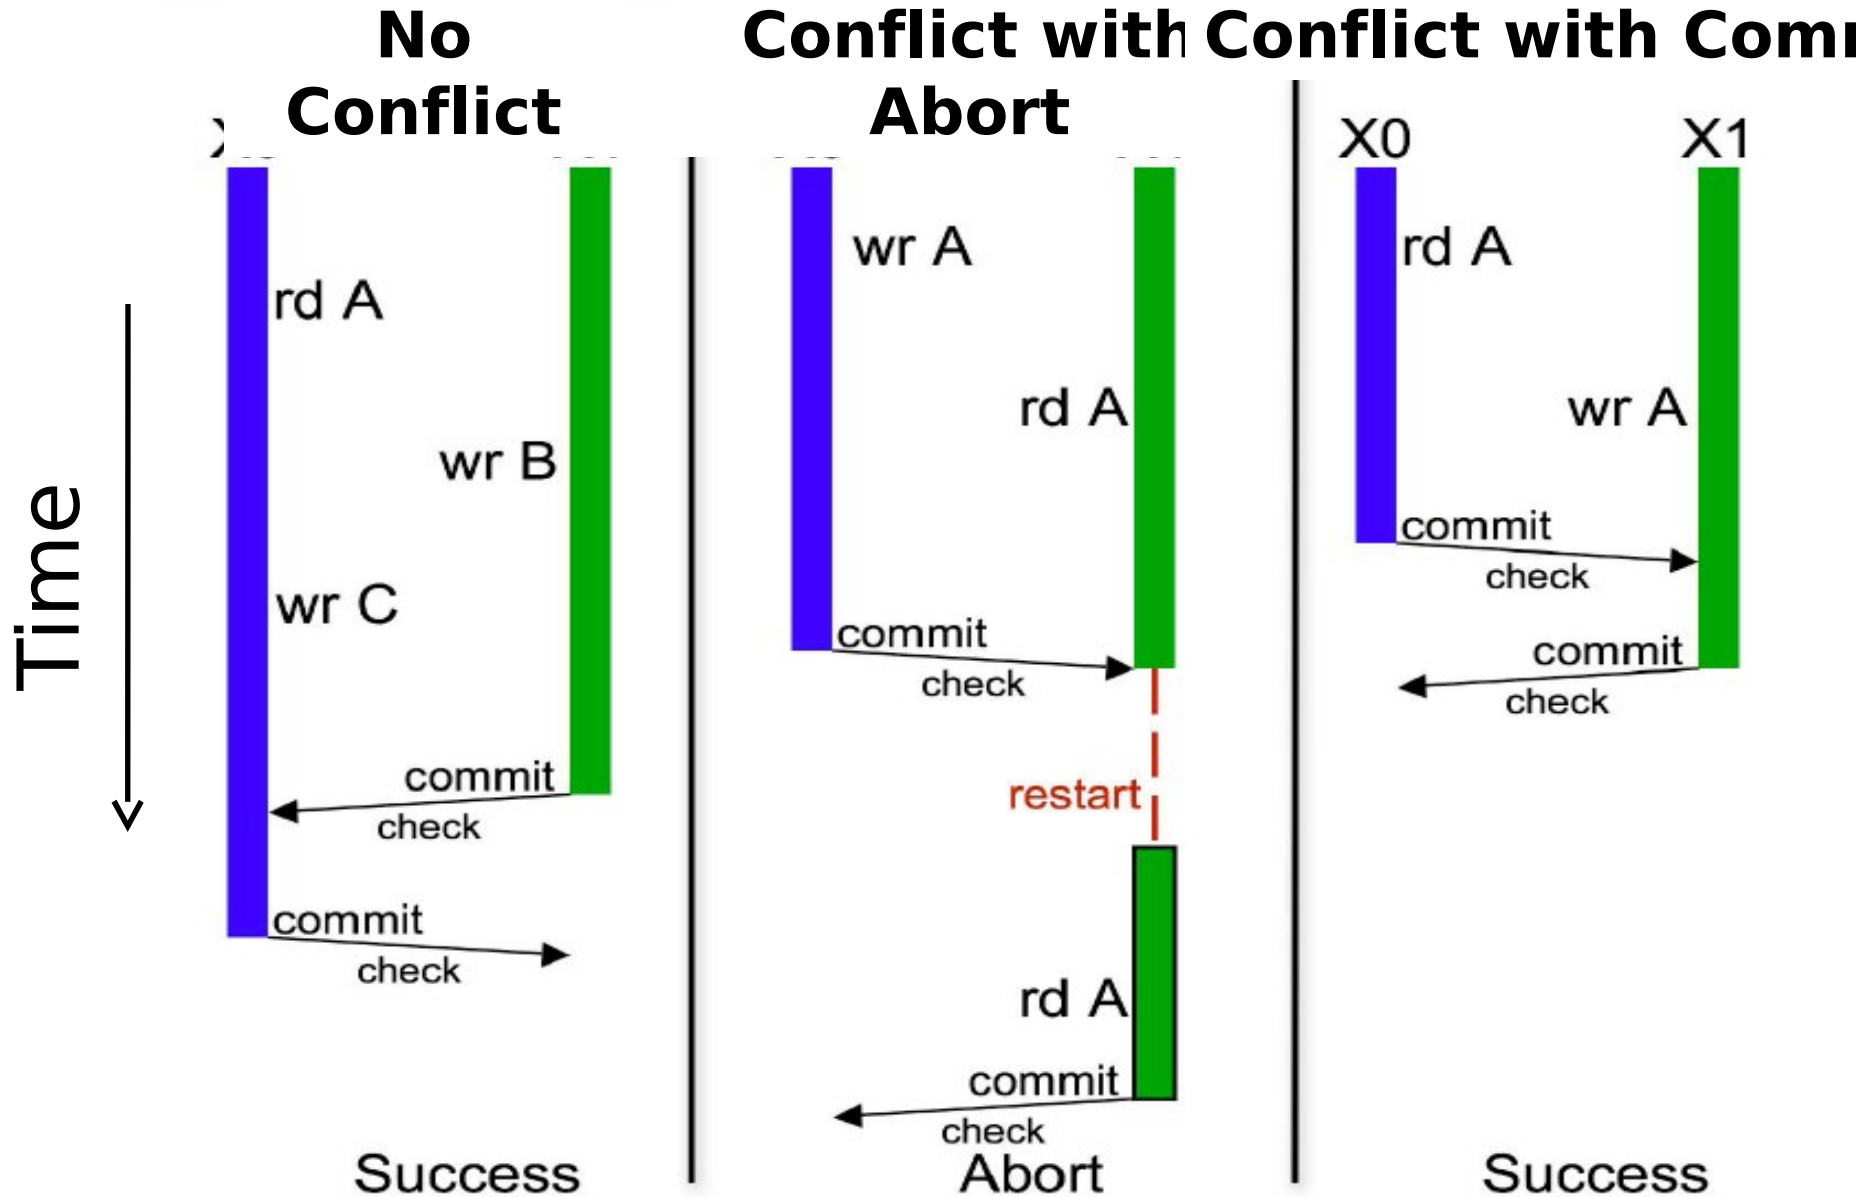 No
Conflict
Conflict with
Abort
Conflict with
X0
X1
Time
rd A
wr B
wr C
commit
check
commit
check
Success
wr A
rd A
commit
check
restart
rd A
commit
check
Abort
rd A
wr A
commit
check
commit
check
Success